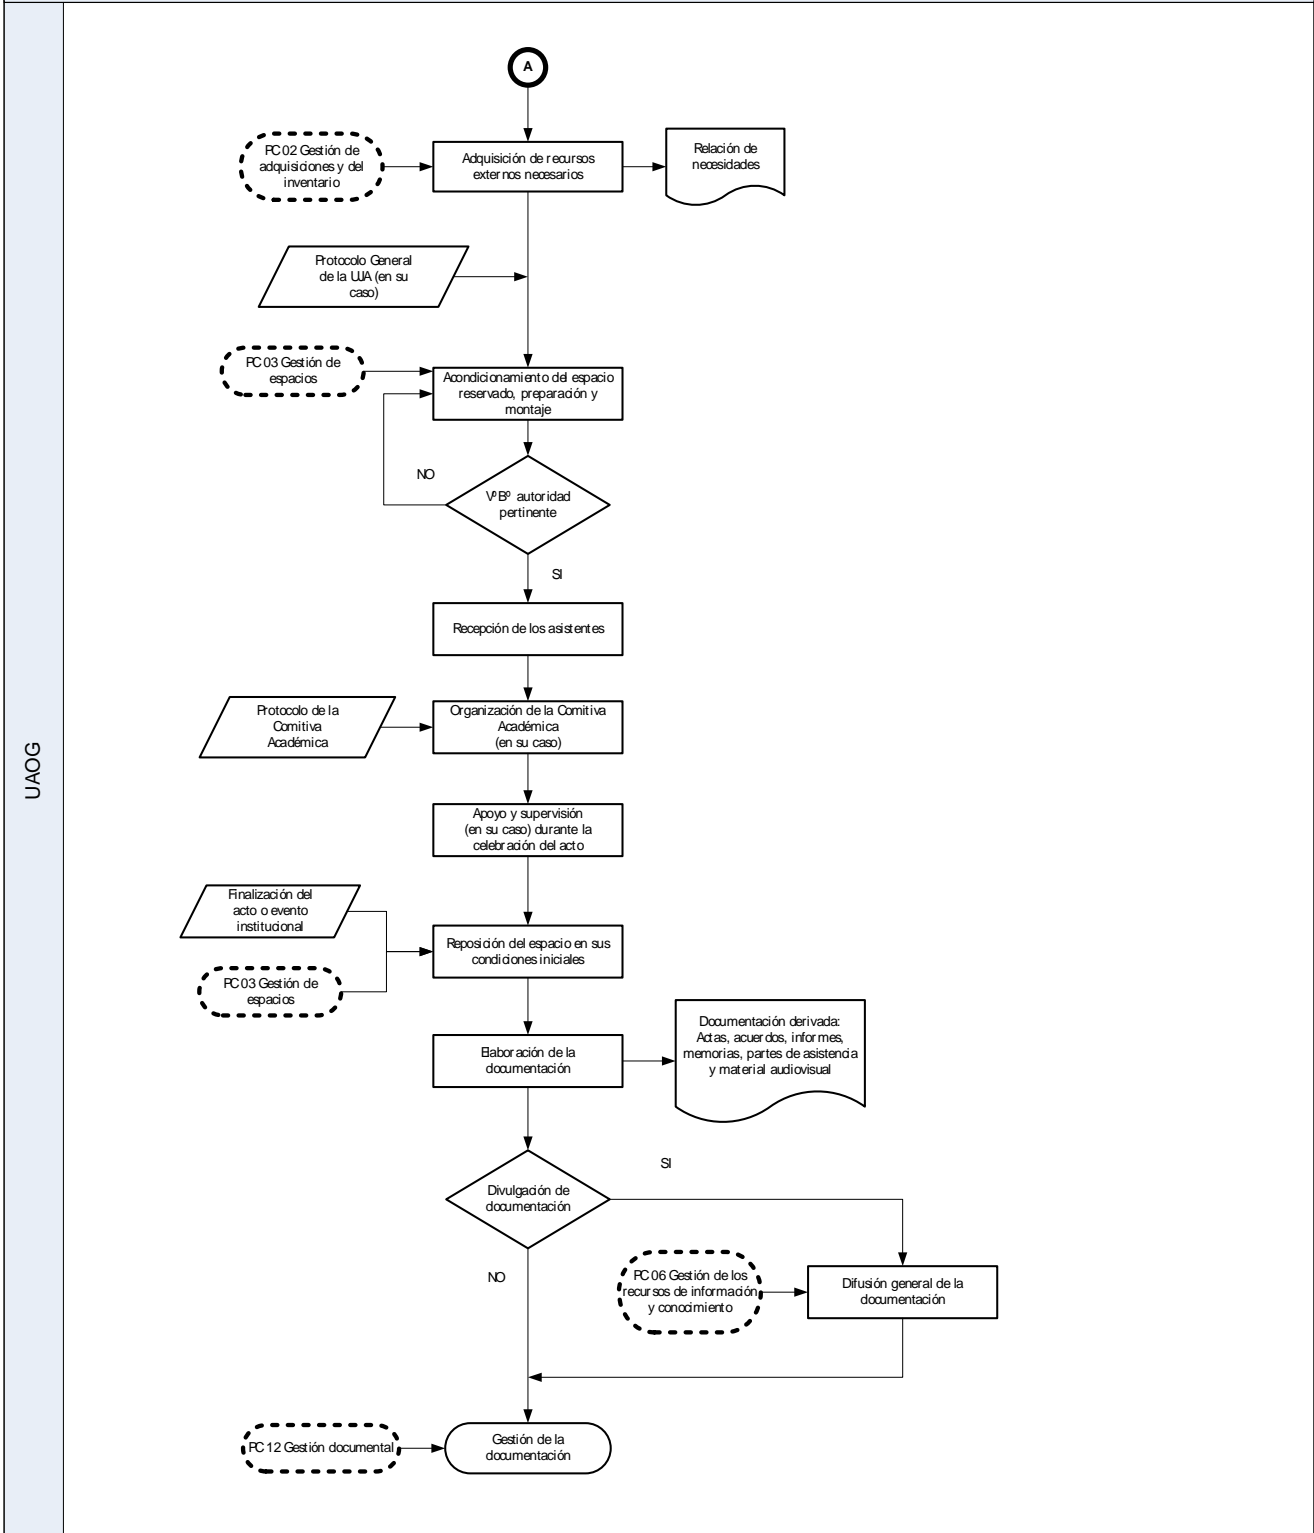 UAOG
A
PC 02 Gestión de
adquisiciones y del
inventario
Adquisición de recursos
externos necesarios
Relación de
necesidades
Protocolo General
de la UJA (en su
caso)
PC 03 Gestión de
espacios
Acondicionamiento del espacio
reservado, preparación y
montaje
NO
VºBº autoridad
pertinente
SI
Recepción de los asistentes
Protocolo de la
Comitiva
Académica
Organización de la Comitiva
Académica
(en su caso)
Apoyo y supervisión
(en su caso) durante la
celebración del acto
Finalización del
acto o evento
institucional
PC 03 Gestión de
espacios
Reposición del espacio en sus
condiciones iniciales
Elaboración de la
documentación
Documentación derivada:
Actas, acuerdos, informes,
memorias, partes de asistencia
y material audiovisual
Divulgación de
documentación
SI
NO
PC 06 Gestión de los
recursos de información
y conocimiento
Difusión general de la
documentación
PC 12 Gestión documental
Gestión de la
documentación